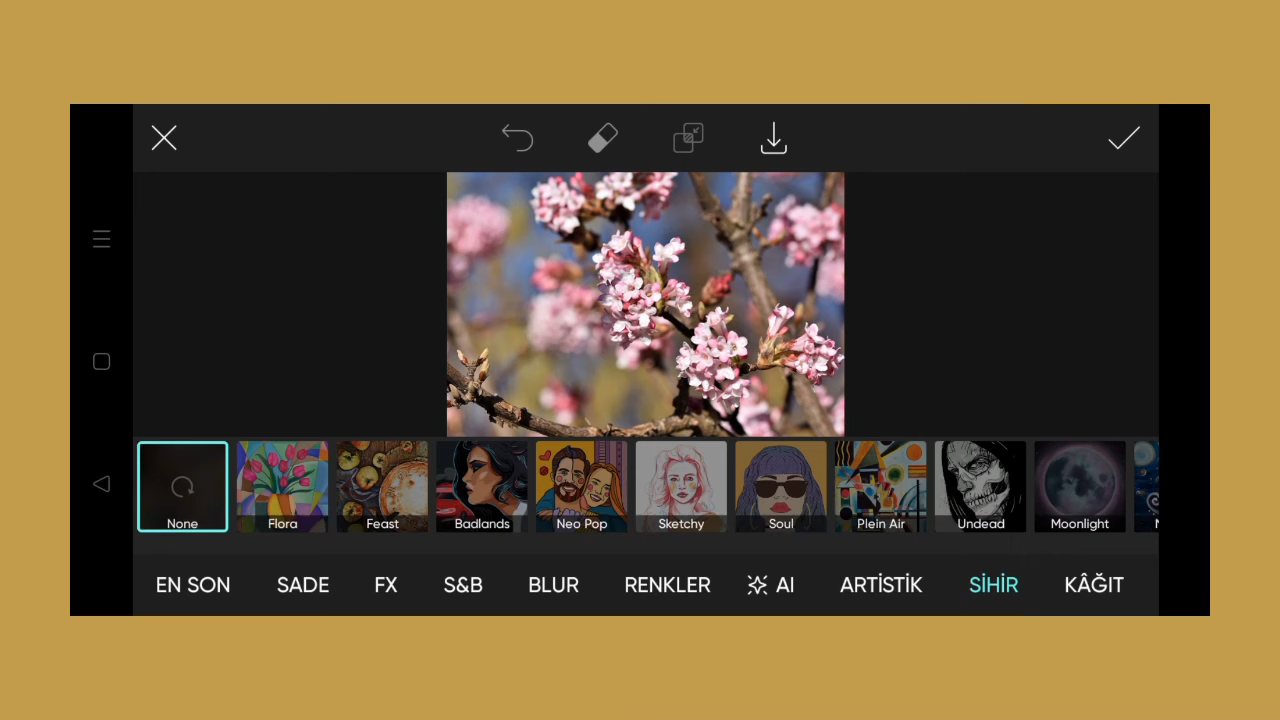 None Flora Feast Badlands Neo Pop Sketchy Soul Plein Air Undead Moonlight
EN SON SADE FX S&B BLUR RENKLER AI ARTİSTİK SİHİR KÂĞIT